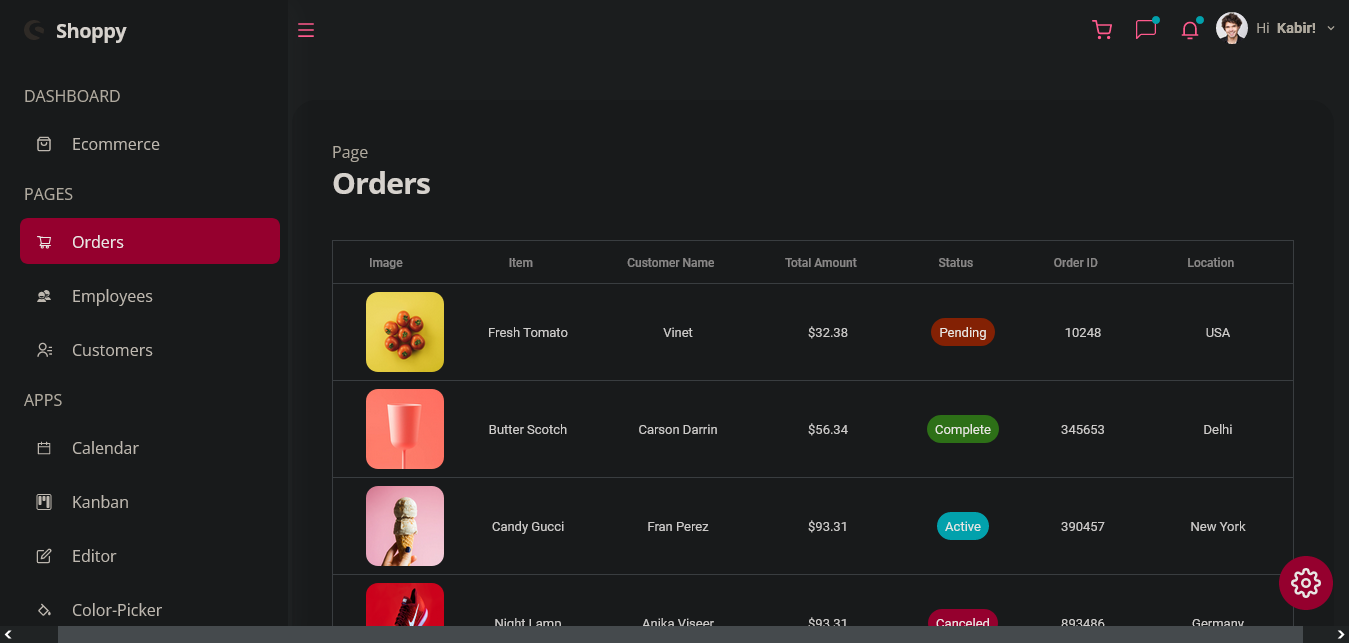 Shoppy
Hi Kabir!
DASHBOARD
Ecommerce
PAGES
Orders
Employees
Customers
APPS
Calendar
Kanban
Editor
Color-Picker
Page
Orders
Image Item Customer Name Total Amount Status Order ID Location
Fresh Tomato Vinet $32.38 Pending 10248 USA
Butter Scotch Carson Darrin $56.34 Complete 345653 Delhi
Candy Gucci Fran Perez $93.31 Active 390457 New York
Night Lamp Anika Viseer $93.31 Canceled 893486 Germany